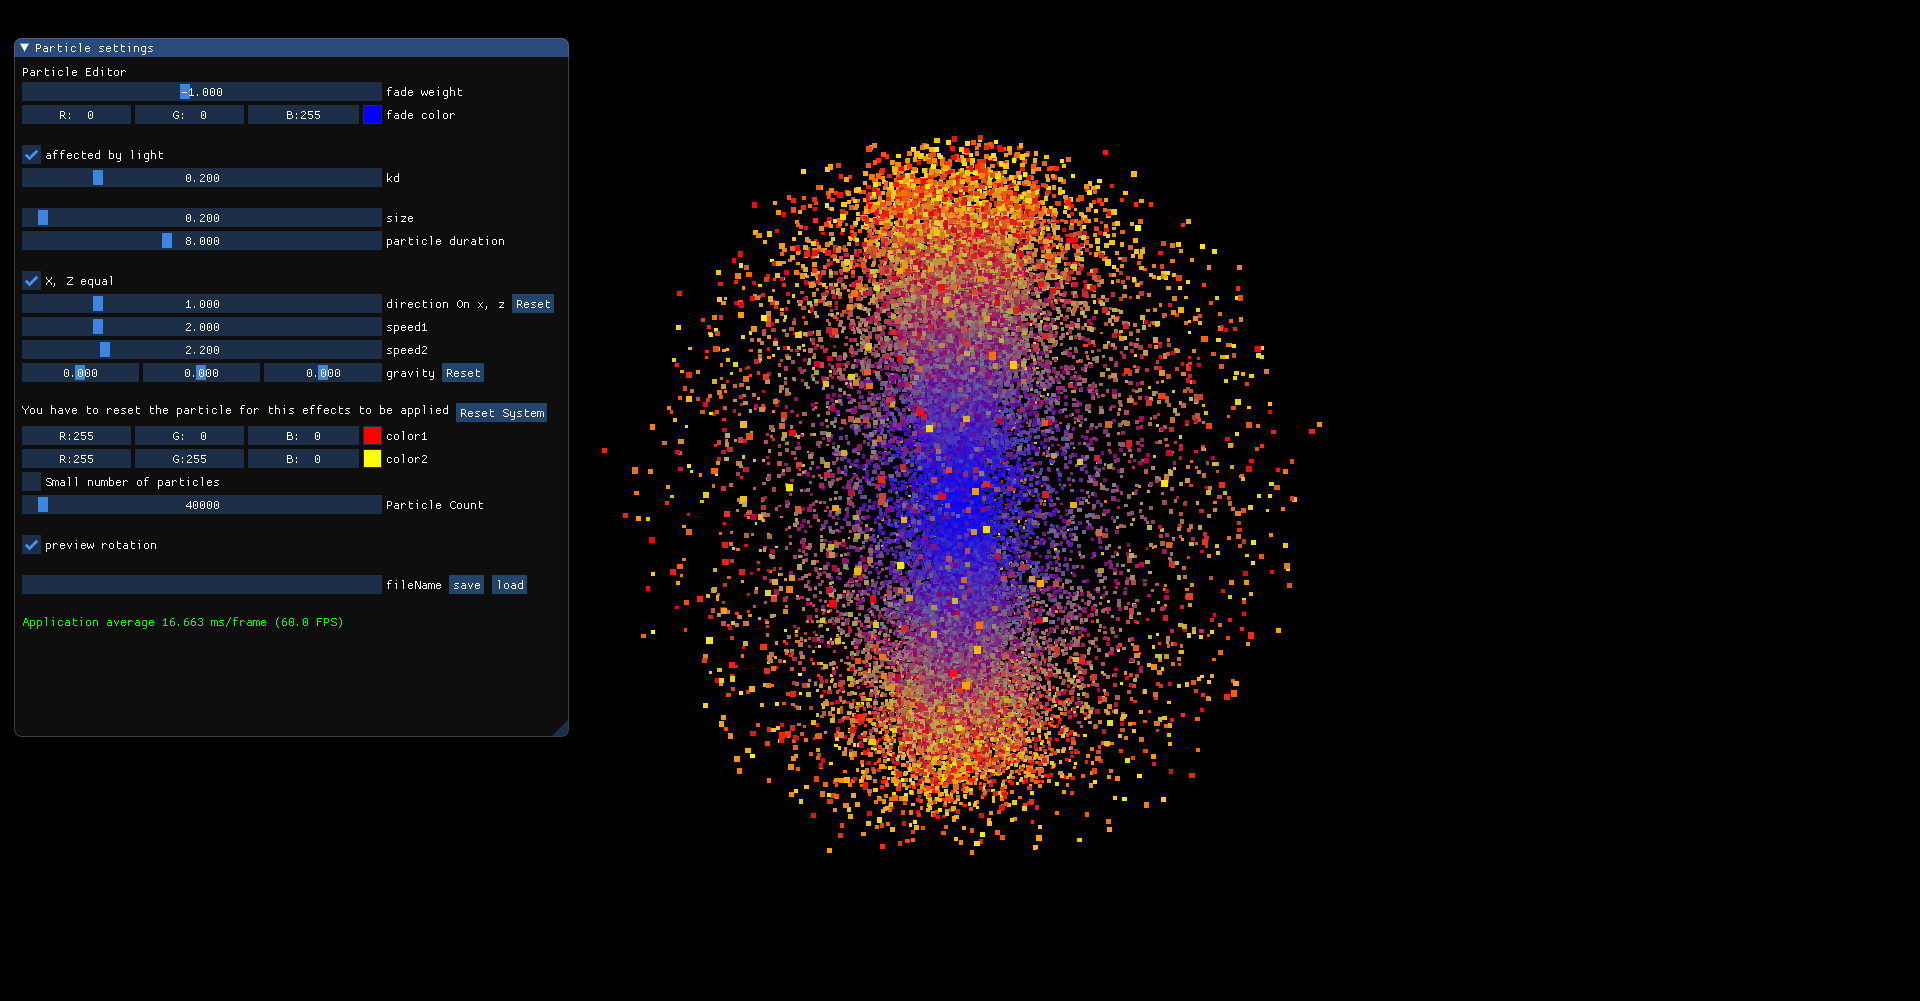 Particle settings
Particle Editor
-1.000 fade weight
R: 0 G: 0 B:255 fade color
affected by light
0.200 kd
0.200 size
8.000 particle duration
X, Z equal
1.000 direction On x, z Reset
2.000 speed1
2.200 speed2
0.000 0.000 0.000 gravity Reset
You have to reset the particle for this effects to be applied Reset System
R:255 G: 0 B: 0 color1
R:255 G:255 B: 0 color2
Small number of particles
40000 Particle Count
preview rotation
fileName save load
Application average 16.663 ms/frame (60.0 FPS)